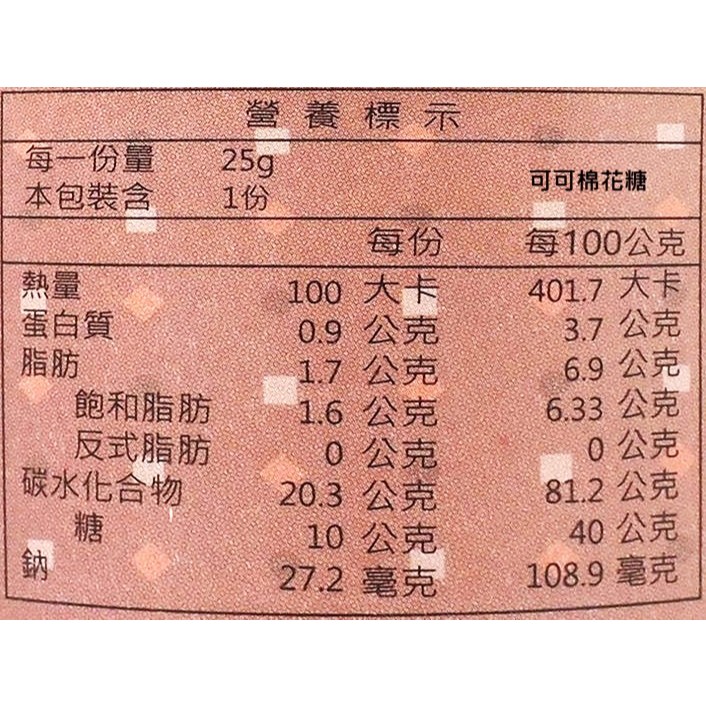 營養標示
每一份量 25g
本包裝含 1份
可可棉花糖
每份 每100公克
熱量 100 大卡 401.7 大卡
蛋白質 0.9 公克 3.7 公克
脂肪 1.7 公克 6.9 公克
飽和脂肪 1.6 公克 6.33 公克
反式脂肪 0 公克 0 公克
碳水化合物 20.3 公克 81.2 公克
糖 10 公克 40 公克
鈉 27.2 毫克 108.9 毫克